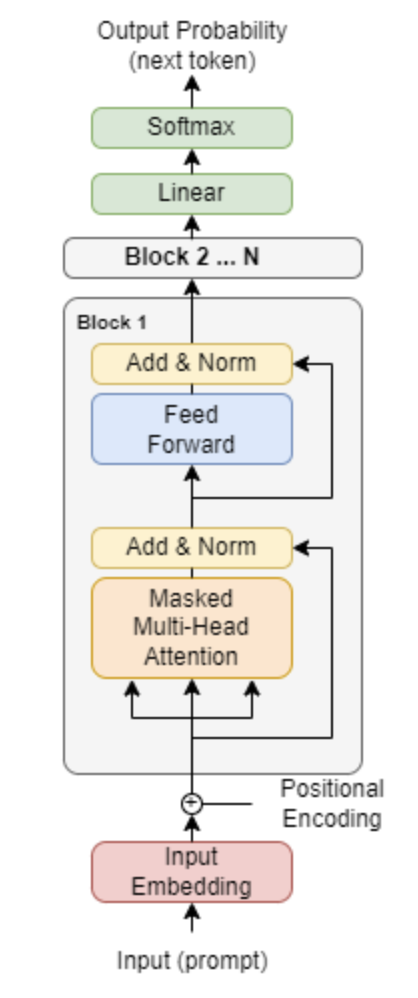 Output Probability
(next token)
Softmax
Linear
Block 2 ... N
Block 1
Add & Norm
Feed
Forward
Add & Norm
Masked
Multi-Head
Attention
+
Positional
Encoding
Input
Embedding
Input (prompt)